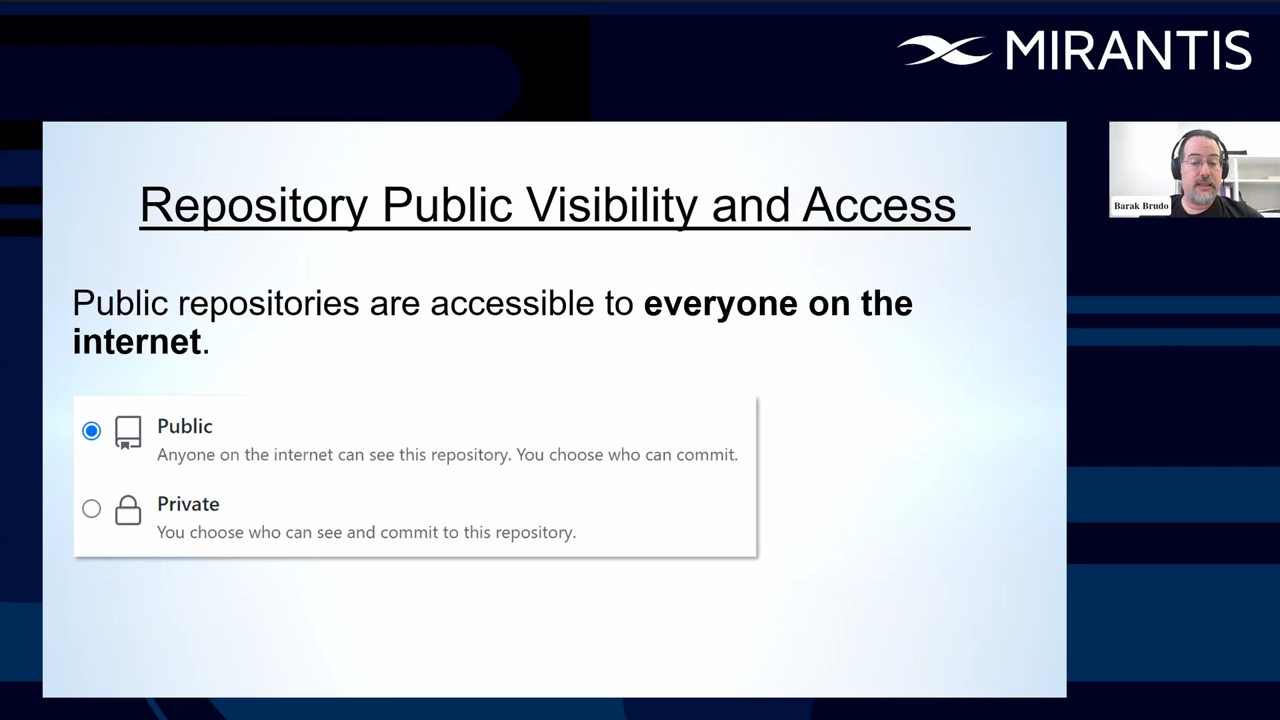 MIRANTIS
Repository Public Visibility and Access
Public repositories are accessible to everyone on the
internet.
Public
Anyone on the internet can see this repository. You choose who can commit.
Private
You choose who can see and commit to this repository.
Barak Brudo